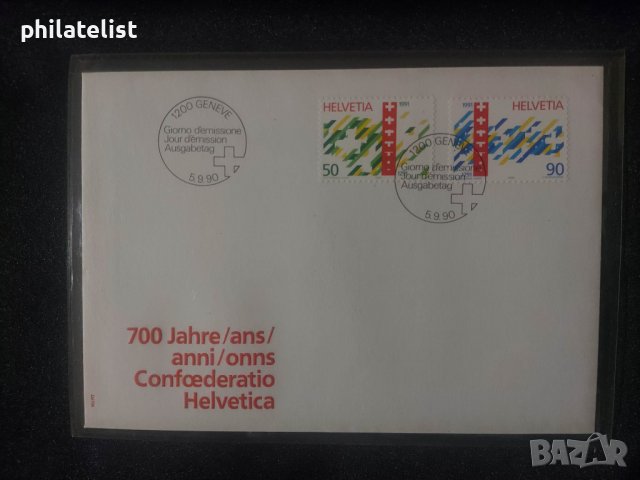 philatelist
1200 GENEVE
Giorno d'emissione
Jour d'émission
Ausgabetag
5.9.90
HELVETIA
1991
50
1991
HELVETIA
90
1200 GENEVE
Giorno d'emissione
Jour d'émission
Ausgabetag
5.9.90
700 Jahre/ans/
anni/onns
Confœderatio
Helvetica
BAZAR